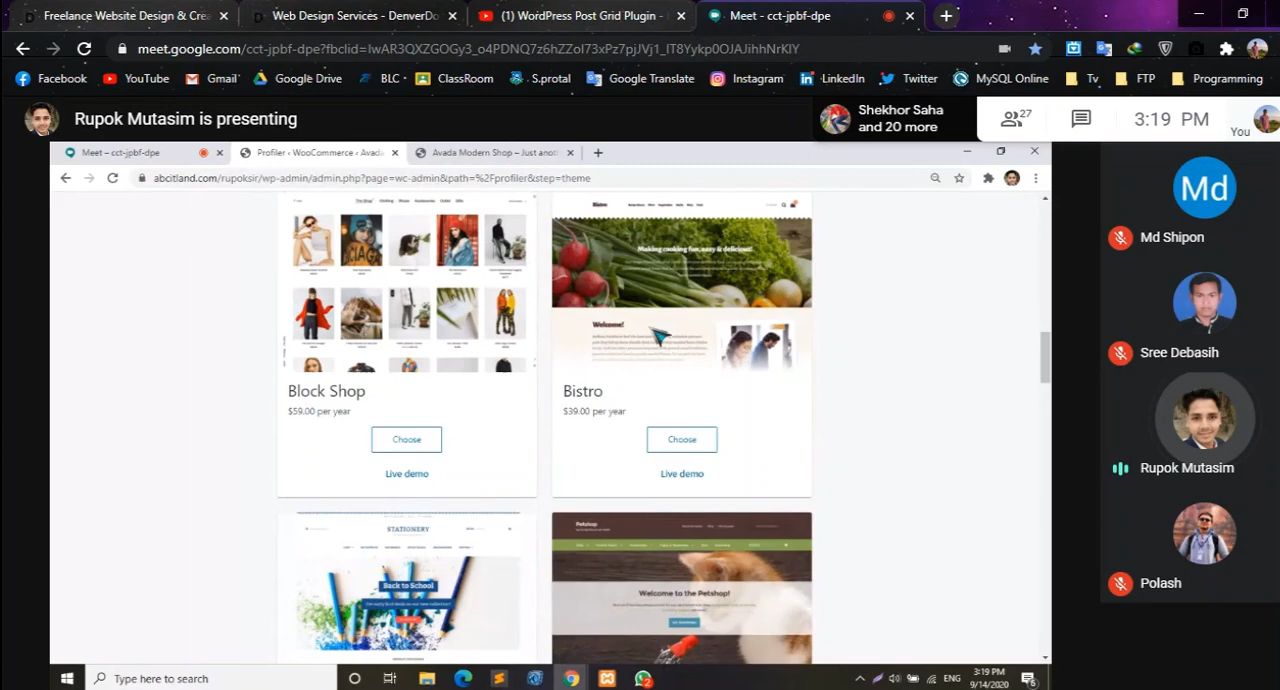 Freelance Website Design & Crea
Web Design Services - DenverDo
(1) WordPress Post Grid Plugin -
Meet - cct-jpbf-dpe
meet.google.com/cct-jpbf-dpe?fbclid=IwAR3QXZGOGy3_o4PDNQ7z6hZZoI73xPz7pjJVj1_IT8Yykp0OJAJihhNrKIY
Facebook
YouTube
Gmail
Google Drive
BLC
ClassRoom
S.protal
Google Translate
Instagram
LinkedIn
Twitter
MySQL Online
Tv
FTP
Programming
Rupok Mutasim is presenting
Shekhor Saha
and 20 more
27
3:19 PM
You
Meet – cct-jpbf-dpe
Profiler ‹ WooCommerce ‹ Avada
Avada Modern Shop – Just anoth
abcitland.com/rupoksir/wp-admin/admin.php?page=wc-admin&path=%2Fprofiler&step=theme
Bistro
Making cooking fun, easy & delicious!
Welcome!
Block Shop
$59.00 per year
Choose
Live demo
Bistro
$39.00 per year
Choose
Live demo
STATIONERY
Back to School
Petshop
Welcome to the Petshop!
Md
Md Shipon
Sree Debasih
Rupok Mutasim
Polash
Type here to search
2
ENG
3:19 PM
9/14/2020